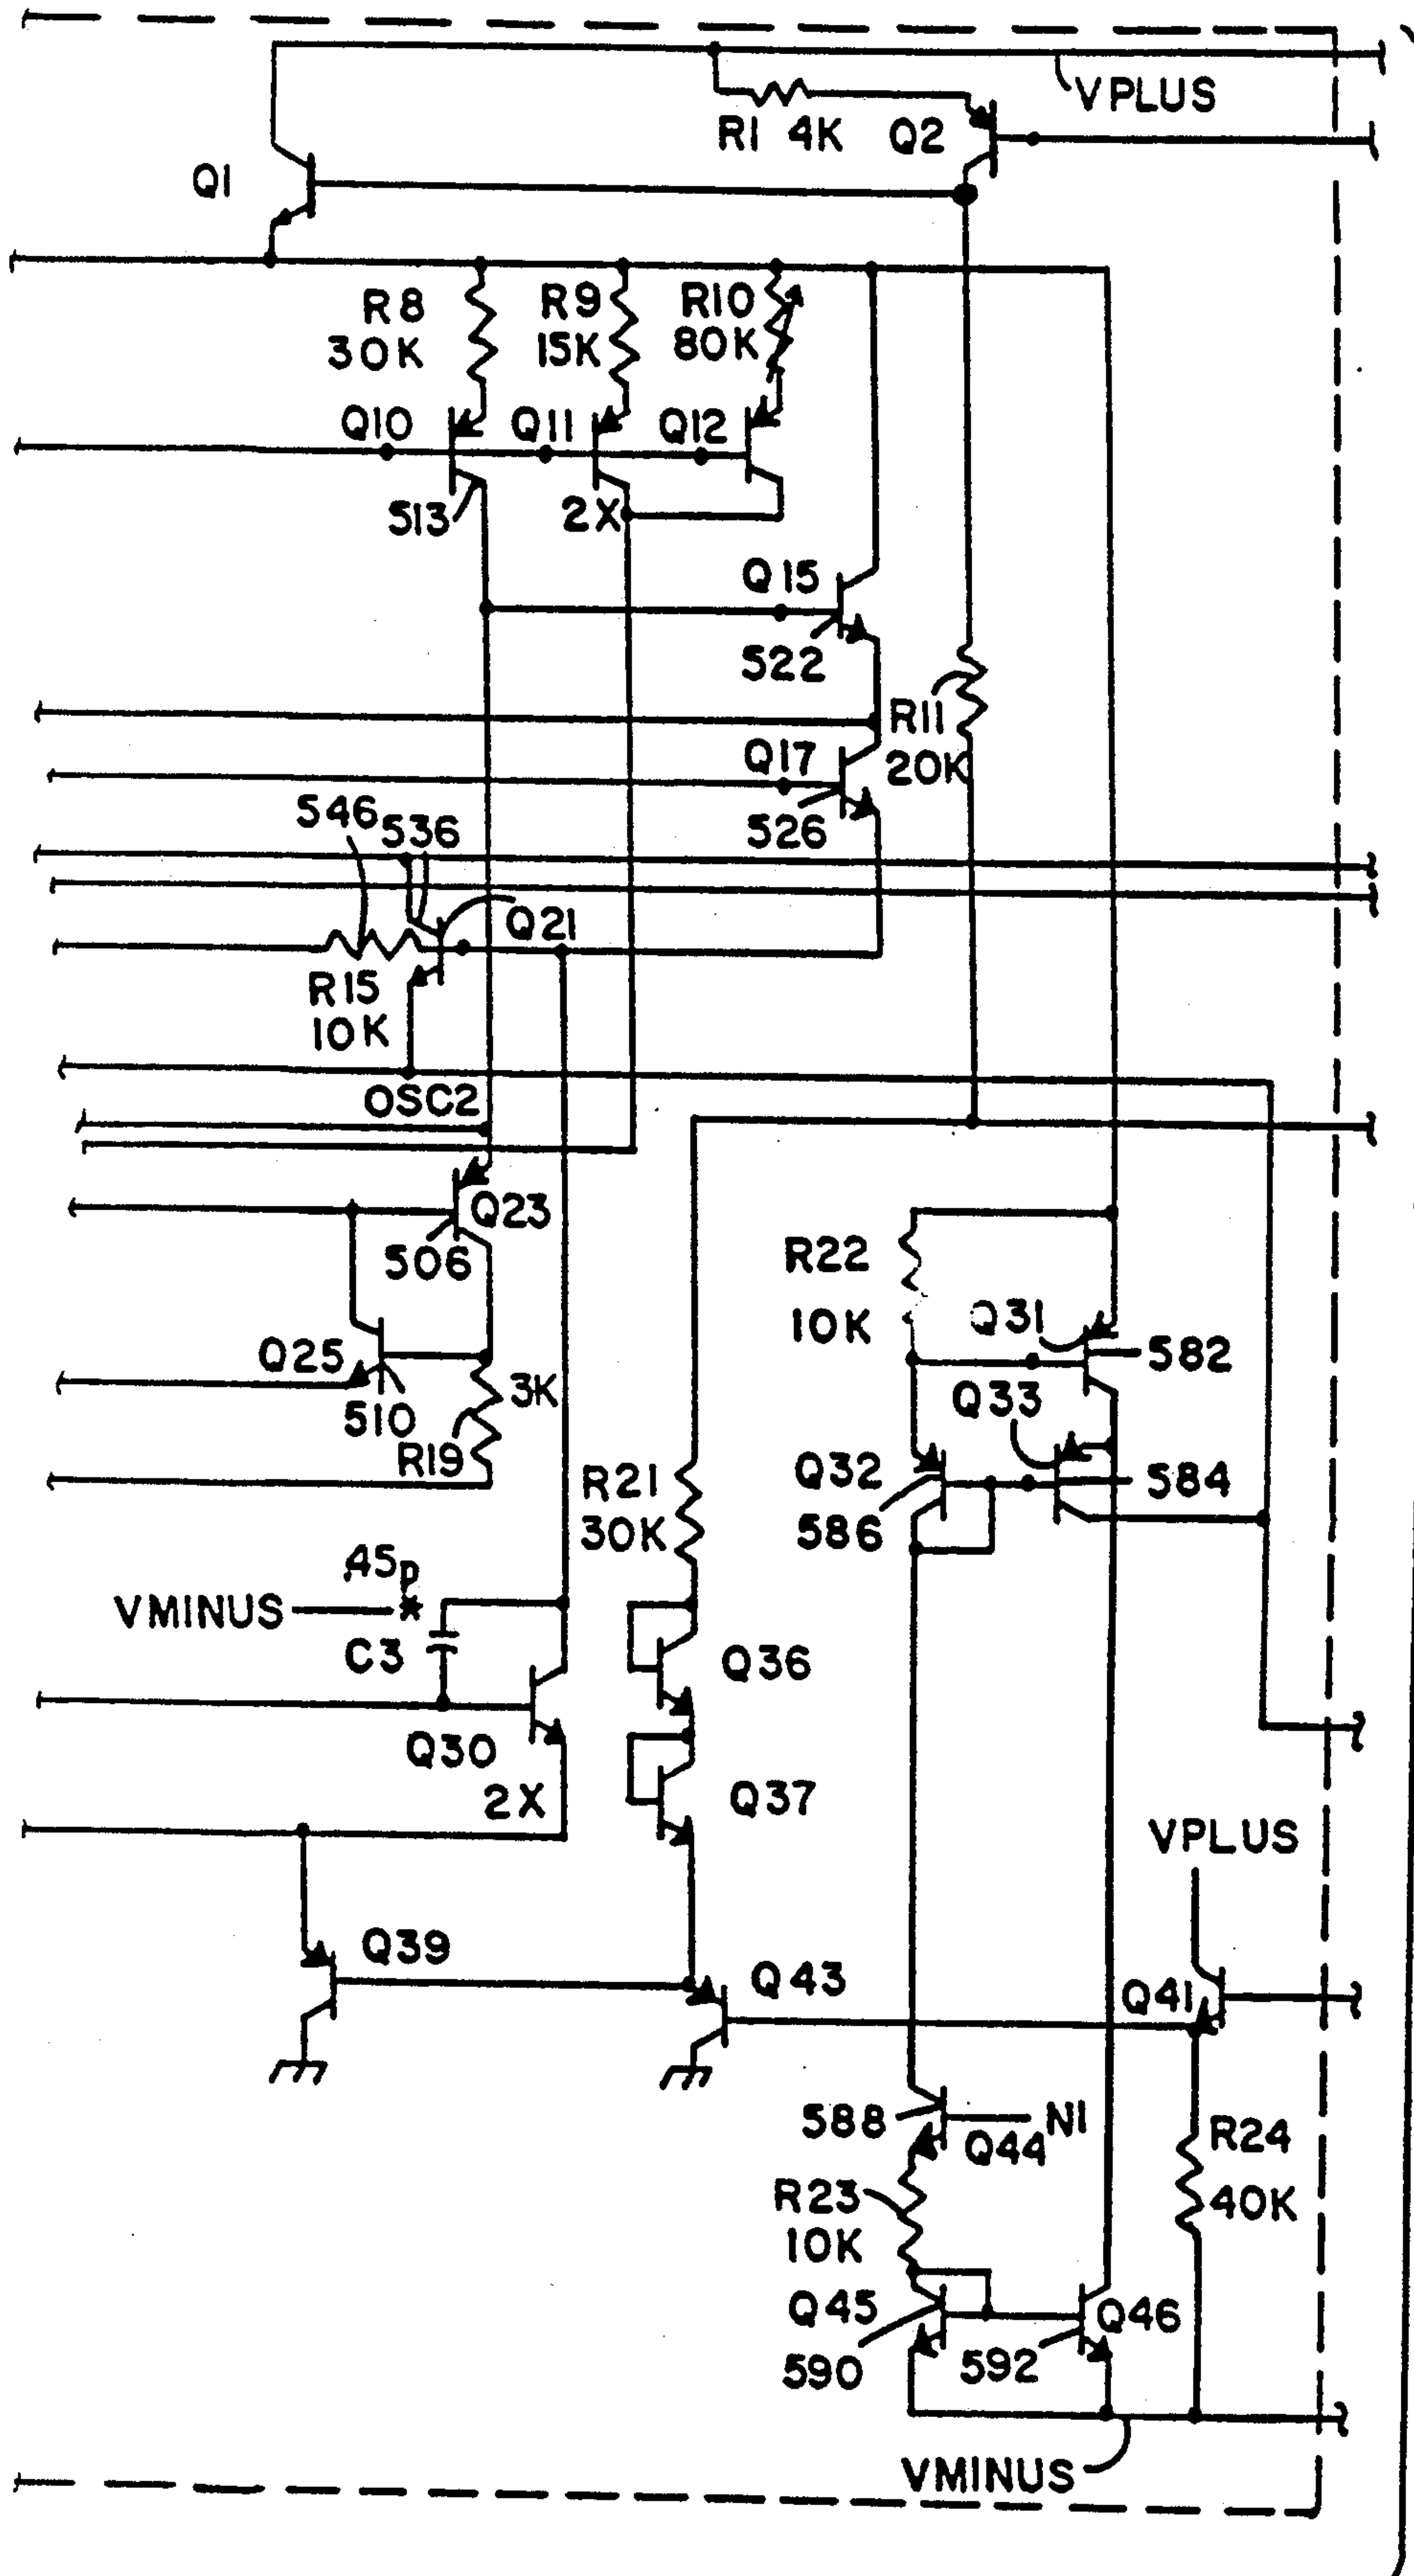 VPLUS
R1 4K Q2
Q1
R8
30K
R9
15K
R10
80K
Q10
Q11
Q12
513
2X
Q15
522
R11
20K
Q17
526
546
536
Q21
R15
10K
OSC2
Q23
506
R22
10K
Q31
582
Q25
510
3K
R19
Q33
Q32
586
584
R21
30K
.45p
VMINUS *
C3
Q36
Q30
2X
Q37
VPLUS
Q39
Q43
Q41
588
N1
Q44
R24
40K
R23
10K
Q45
590
Q46
592
VMINUS